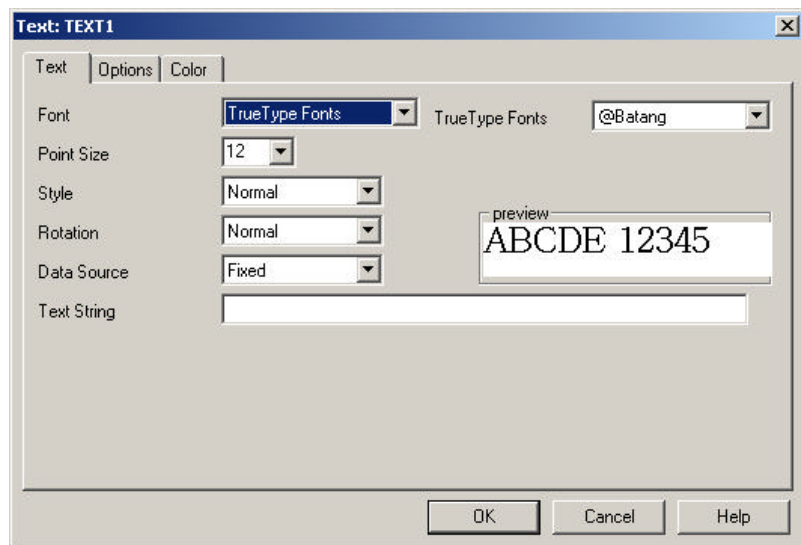 Text: TEXT1
Text Options Color
Font TrueType Fonts TrueType Fonts @Batang
Point Size 12
Style Normal
Rotation Normal
preview
ABCDE 12345
Data Source Fixed
Text String
OK Cancel Help